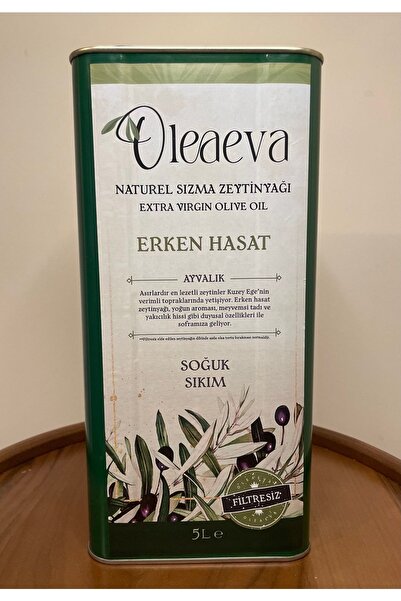 Oleaeva
NATUREL SIZMA ZEYTİNYAĞI
EXTRA VIRGIN OLIVE OIL
ERKEN HASAT
AYVALIK
Asırlardır en lezetli zeytinler Kuzey Ege'nin
verimli topraklarında yetişiyor. Erken hasat
zeytinyağı, yoğun aroması, meyvemsi tadı ve
yakıcılık hissi gibi duyusal özellikleri ile
soframıza geliyor.
SOĞUK
SIKIM
FİLTRESİZ
OLEAEVA
5L e